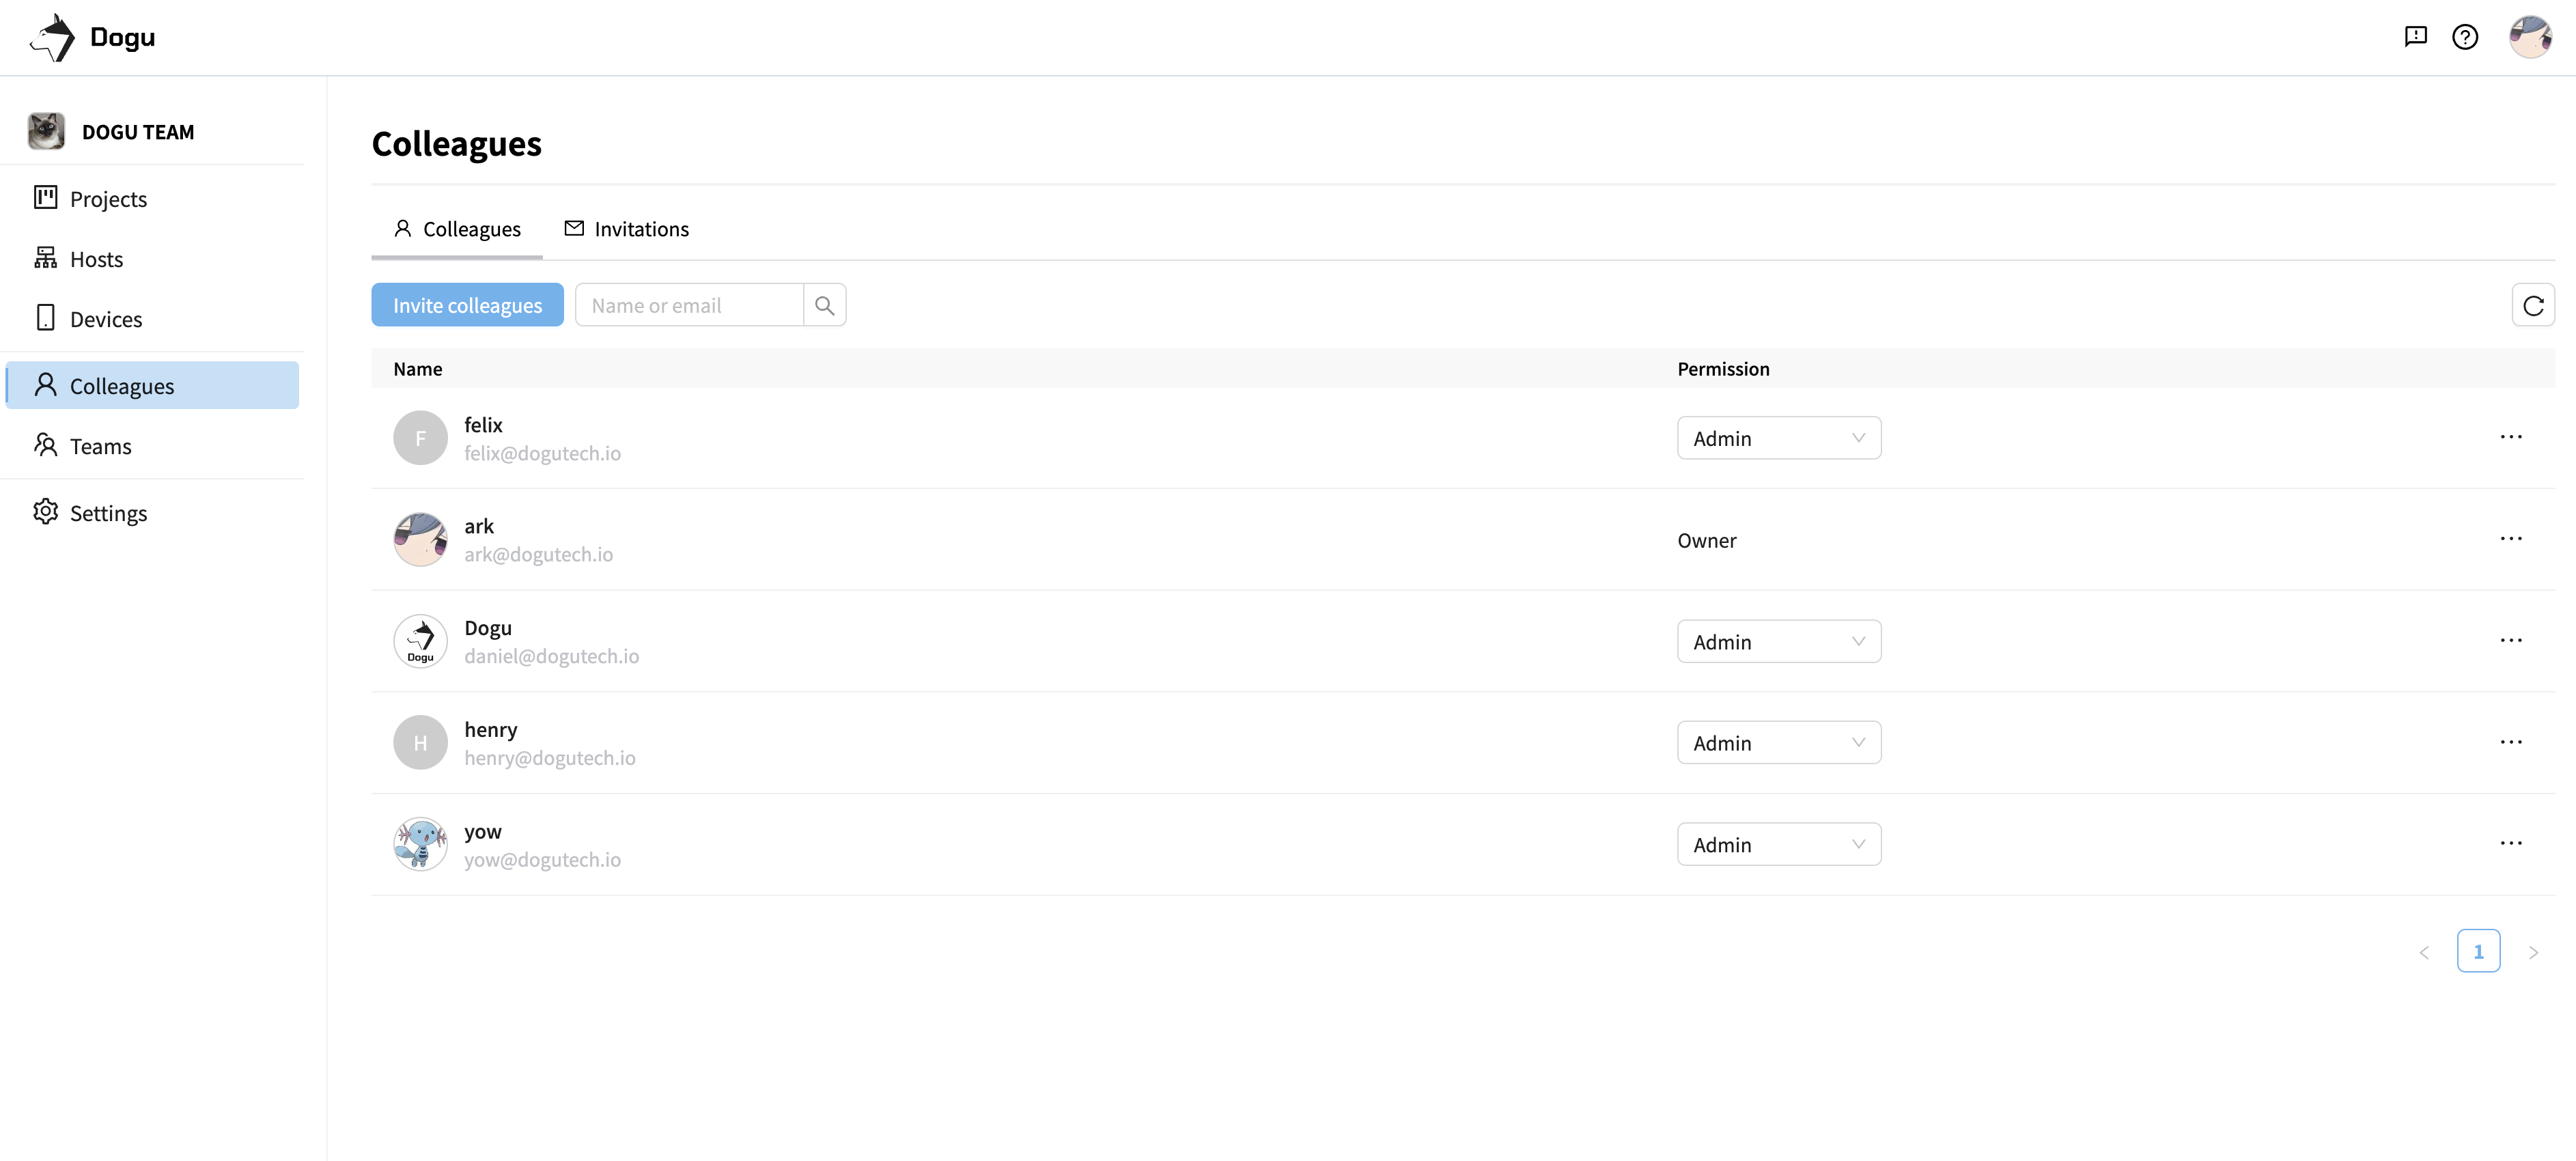 Dogu
DOGU TEAM
Projects
Hosts
Devices
Colleagues
Teams
Settings
Colleagues
Colleagues Invitations
Invite colleagues Name or email
Name Permission
F felix Admin
felix@dogutech.io
ark Owner
ark@dogutech.io
Dogu Admin
Dogu daniel@dogutech.io
H henry Admin
henry@dogutech.io
yow Admin
yow@dogutech.io
1